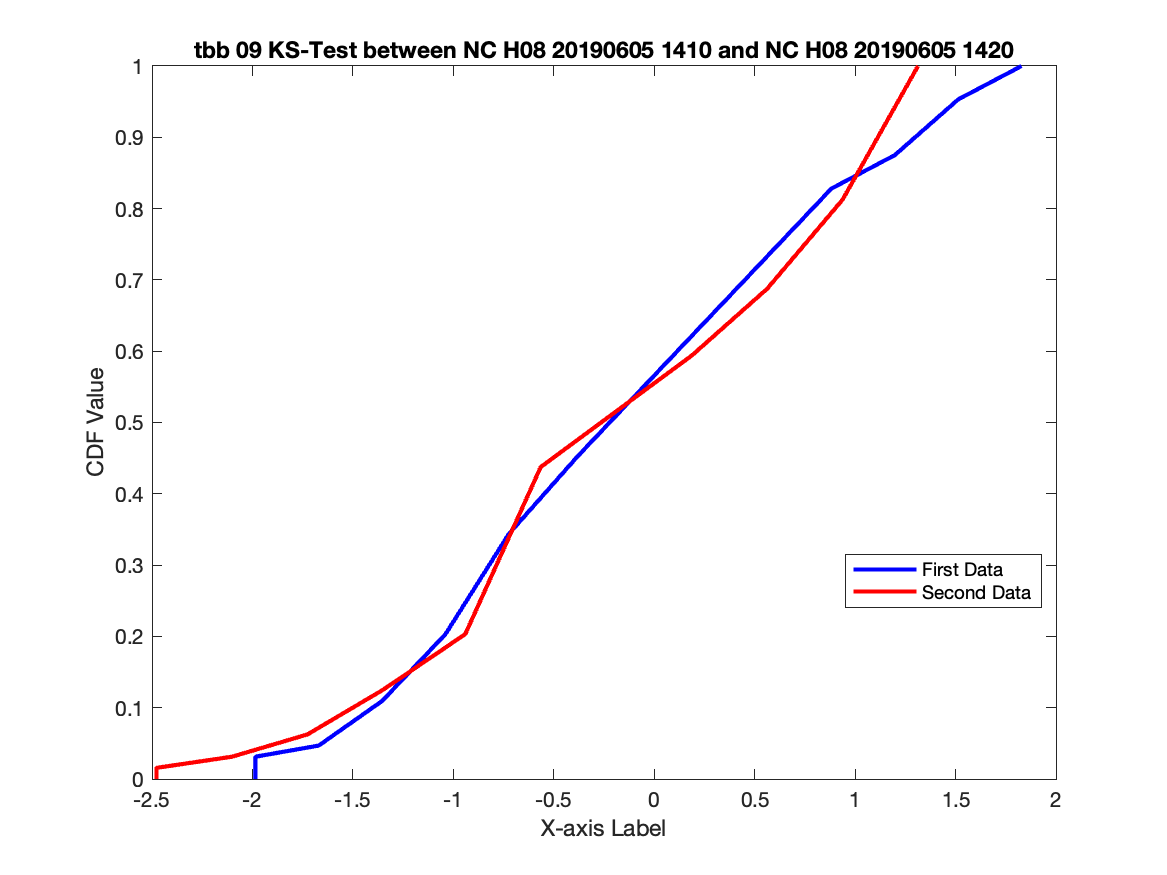 tbb 09 KS-Test between NC H08 20190605 1410 and NC H08 20190605 1420
1
0.9
0.8
0.7
0.6
0.5
0.4
0.3
0.2
0.1
0
CDF Value
First Data
Second Data
-2.5 -2 -1.5 -1 -0.5 0 0.5 1 1.5 2
X-axis Label